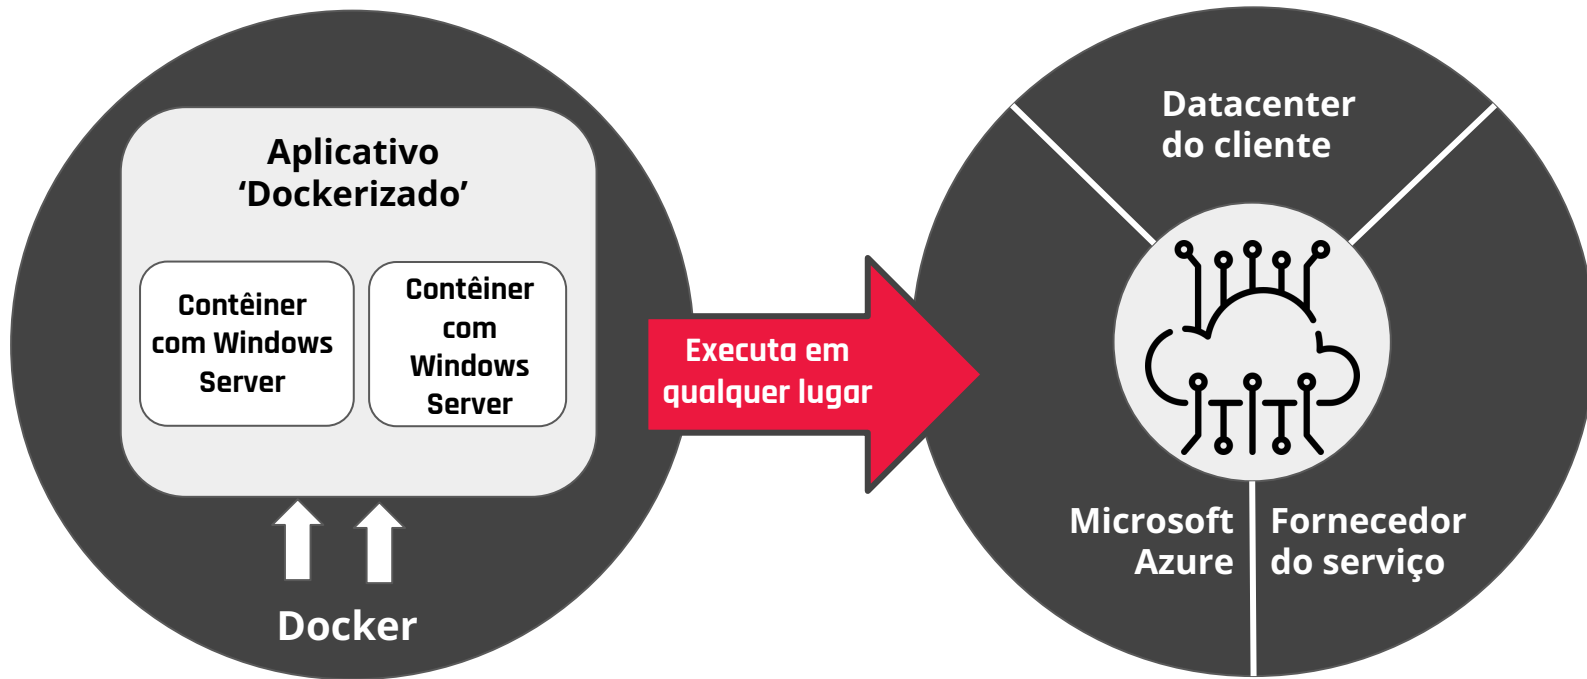 Aplicativo
‘Dockerizado’
Contêiner
com Windows
Server
Contêiner
com
Windows
Server
Docker
Executa em
qualquer lugar
Datacenter
do cliente
Microsoft
Azure
Fornecedor
do serviço